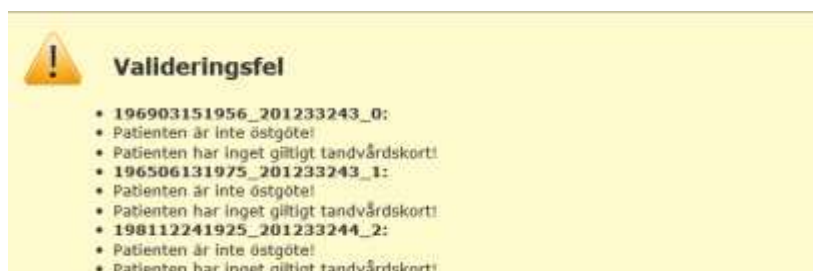 Valideringsfel
• 196903151956_201233243_0:
• Patienten är inte östgöte!
• Patienten har inget giltigt tandvårdskort!
• 196506131975_201233243_1:
• Patienten är inte östgöte!
• Patienten har inget giltigt tandvårdskort!
• 198112241925_201233244_2:
• Patienten är inte östgöte!
• Patienten har inget giltigt tandvårdskort!